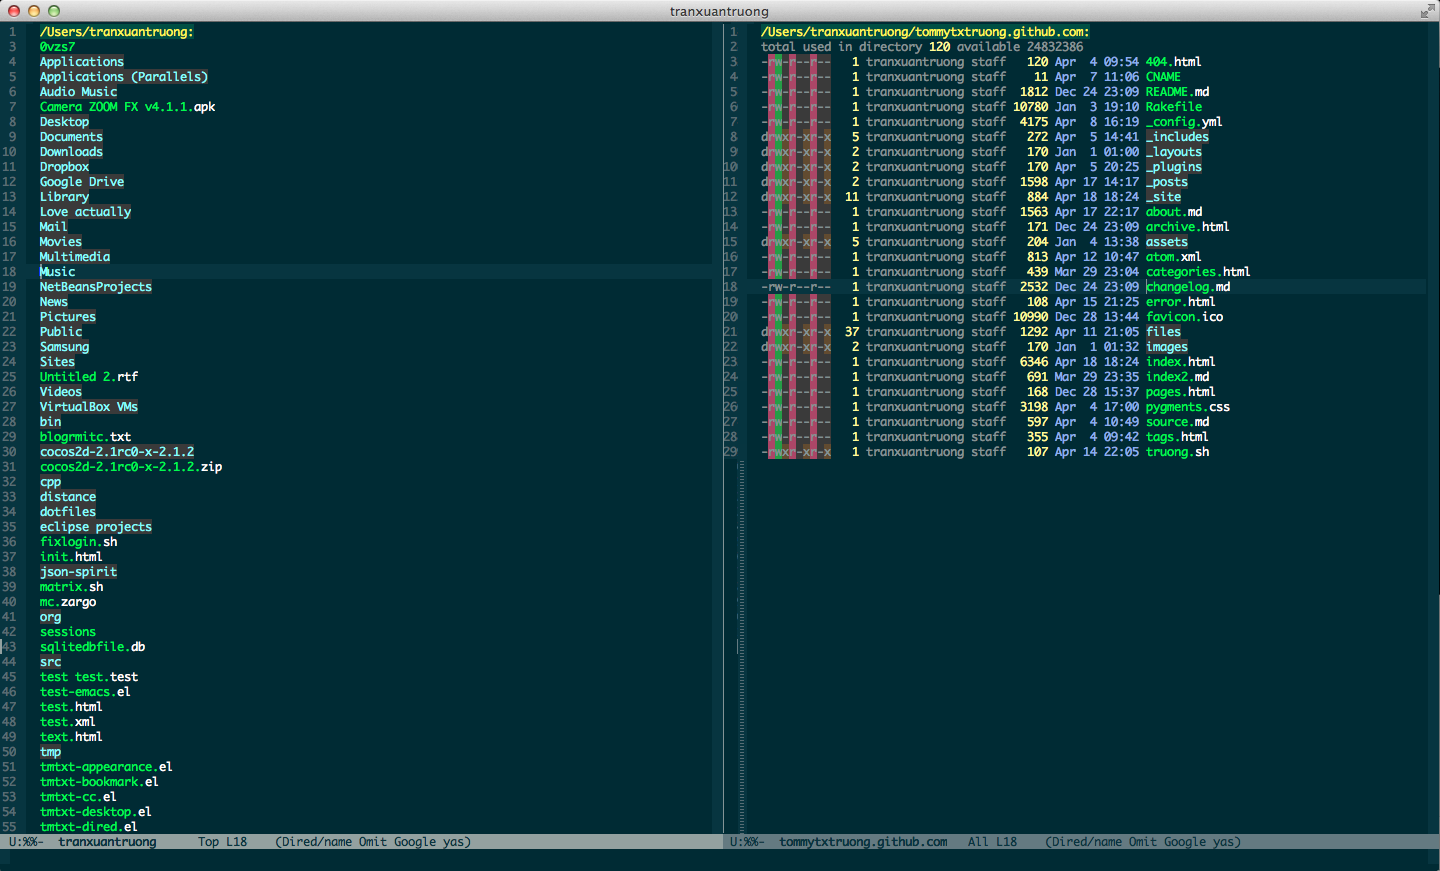 tranxuantruong
1 /Users/tranxuantruong:
3 0vzs7
4 Applications
5 Applications (Parallels)
6 Audio Music
7 Camera ZOOM FX v4.1.1.apk
8 Desktop
9 Documents
10 Downloads
11 Dropbox
12 Google Drive
13 Library
14 Love actually
15 Mail
16 Movies
17 Multimedia
18 Music
19 NetBeansProjects
20 News
21 Pictures
22 Public
23 Samsung
24 Sites
25 Untitled 2.rtf
26 Videos
27 VirtualBox VMs
28 bin
29 blogrmitc.txt
30 cocos2d-2.1rc0-x-2.1.2
31 cocos2d-2.1rc0-x-2.1.2.zip
32 cpp
33 distance
34 dotfiles
35 eclipse projects
36 fixlogin.sh
37 init.html
38 json-spirit
39 matrix.sh
40 mc.zargo
41 org
42 sessions
43 sqlitedbfile.db
44 src
45 test test.test
46 test-emacs.el
47 test.html
48 test.xml
49 text.html
50 tmp
51 tmtxt-appearance.el
52 tmtxt-bookmark.el
53 tmtxt-cc.el
54 tmtxt-desktop.el
55 tmtxt-dired.el
U:%%- tranxuantruong Top L18 (Dired/name Omit Google yas)
1 /Users/tranxuantruong/tommytxtruong.github.com:
2 total used in directory 120 available 24832386
3 -rw-r--r-- 1 tranxuantruong staff 120 Apr 4 09:54 404.html
4 -rw-r--r-- 1 tranxuantruong staff 11 Apr 7 11:06 CNAME
5 -rw-r--r-- 1 tranxuantruong staff 1812 Dec 24 23:09 README.md
6 -rw-r--r-- 1 tranxuantruong staff 10780 Jan 3 19:10 Rakefile
7 -rw-r--r-- 1 tranxuantruong staff 4175 Apr 8 16:19 _config.yml
8 drwxr-xr-x 5 tranxuantruong staff 272 Apr 5 14:41 _includes
9 drwxr-xr-x 2 tranxuantruong staff 170 Jan 1 01:00 _layouts
10 drwxr-xr-x 2 tranxuantruong staff 170 Apr 5 20:25 _plugins
11 drwxr-xr-x 2 tranxuantruong staff 1598 Apr 17 14:17 _posts
12 drwxr-xr-x 11 tranxuantruong staff 884 Apr 18 18:24 _site
13 -rw-r--r-- 1 tranxuantruong staff 1563 Apr 17 22:17 about.md
14 -rw-r--r-- 1 tranxuantruong staff 171 Dec 24 23:09 archive.html
15 drwxr-xr-x 5 tranxuantruong staff 204 Jan 4 13:38 assets
16 -rw-r--r-- 1 tranxuantruong staff 813 Apr 12 10:47 atom.xml
17 -rw-r--r-- 1 tranxuantruong staff 439 Mar 29 23:04 categories.html
18 -rw-r--r-- 1 tranxuantruong staff 2532 Dec 24 23:09 changelog.md
19 -rw-r--r-- 1 tranxuantruong staff 108 Apr 15 21:25 error.html
20 -rw-r--r-- 1 tranxuantruong staff 10990 Dec 28 13:44 favicon.ico
21 drwxr-xr-x 37 tranxuantruong staff 1292 Apr 11 21:05 files
22 drwxr-xr-x 2 tranxuantruong staff 170 Jan 1 01:32 images
23 -rw-r--r-- 1 tranxuantruong staff 6346 Apr 18 18:24 index.html
24 -rw-r--r-- 1 tranxuantruong staff 691 Mar 29 23:35 index2.md
25 -rw-r--r-- 1 tranxuantruong staff 168 Dec 28 15:37 pages.html
26 -rw-r--r-- 1 tranxuantruong staff 3198 Apr 4 17:00 pygments.css
27 -rw-r--r-- 1 tranxuantruong staff 597 Apr 4 10:49 source.md
28 -rw-r--r-- 1 tranxuantruong staff 355 Apr 4 09:42 tags.html
29 -rwxr-xr-x 1 tranxuantruong staff 107 Apr 14 22:05 truong.sh
U:%%- tommytxtruong.github.com All L18 (Dired/name Omit Google yas)